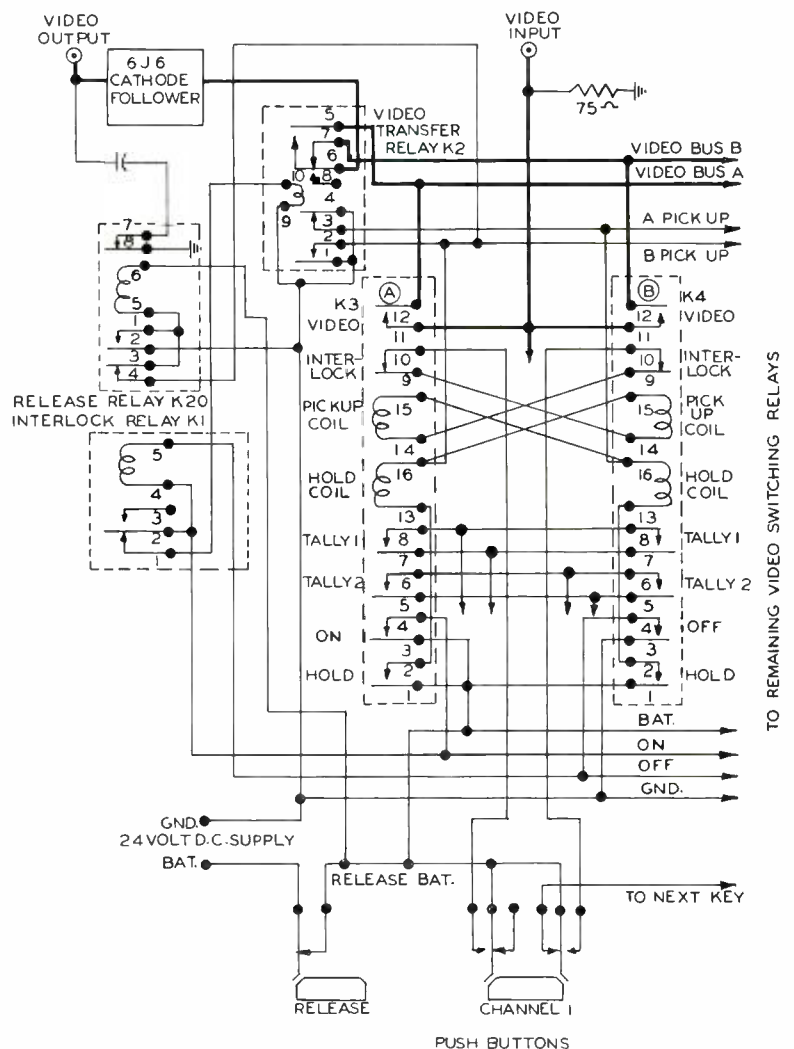 VIDEO
OUTPUT
VIDEO
INPUT
6J6
CATHODE
FOLLOWER
75
VIDEO
TRANSFER
RELAY K2
5
7
6
10
8
4
9
3
2
1
VIDEO BUS B
VIDEO BUS A
A PICK UP
B PICK UP
7
8
6
5
1
2
3
4
RELEASE RELAY K20
INTERLOCK RELAY K1
5
4
3
2
1
A
K3
VIDEO
12
11
INTER-
LOCK
10
9
PICKUP
COIL
15
14
HOLD
COIL
16
13
TALLY 1
8
7
TALLY 2
6
5
ON
4
3
HOLD
2
1
B
K4
VIDEO
12
11
INTER-
LOCK
10
9
PICK
UP
COIL
15
14
HOLD
COIL
16
13
TALLY 1
8
7
TALLY 2
6
5
OFF
4
3
HOLD
2
1
TO REMAINING VIDEO SWITCHING RELAYS
BAT.
ON
OFF
GND.
GND.
24 VOLT D.C. SUPPLY
BAT.
RELEASE BAT.
TO NEXT KEY
RELEASE
CHANNEL 1
PUSH BUTTONS